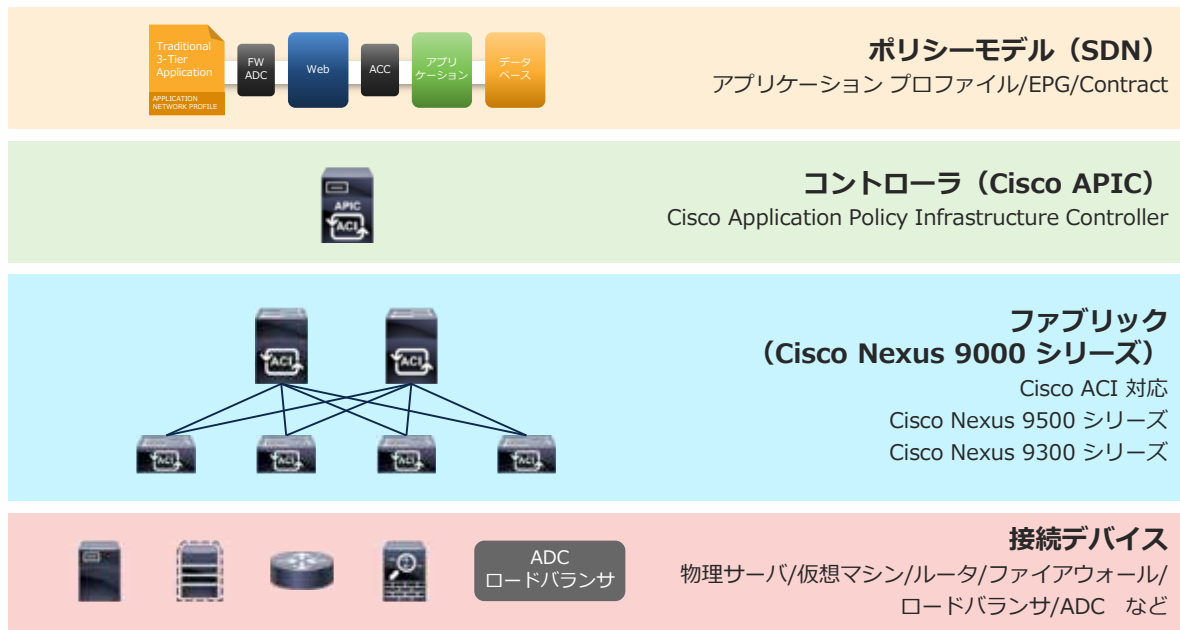 Traditional
3-Tier
Application
APPLICATION
NETWORK PROFILE
FW
ADC
Web
ACC
アプリ
ケーション
データ
ベース
ポリシーモデル（SDN）
アプリケーション プロファイル/EPG/Contract
APIC
ACI
コントローラ（Cisco APIC）
Cisco Application Policy Infrastructure Controller
ACI
ACI
ACI
ACI
ACI
ACI
ファブリック
（Cisco Nexus 9000 シリーズ）
Cisco ACI 対応
Cisco Nexus 9500 シリーズ
Cisco Nexus 9300 シリーズ
ADC
ロードバランサ
接続デバイス
物理サーバ/仮想マシン/ルータ/ファイアウォール/
ロードバランサ/ADC　など